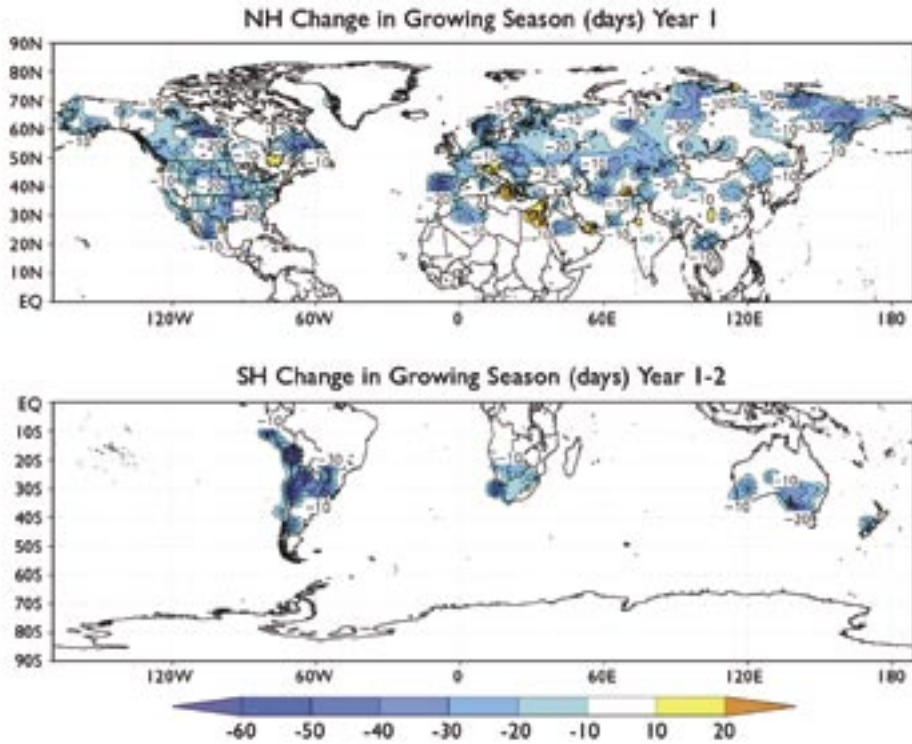 NH Change in Growing Season (days) Year 1
90N
80N
70N
60N
50N
40N
30N
20N
10N
EQ
120W 60W 0 60E 120E 180
SH Change in Growing Season (days) Year 1-2
EQ
10S
20S
30S
40S
50S
60S
70S
80S
90S
120W 60W 0 60E 120E 180
-60 -50 -40 -30 -20 -10 10 20